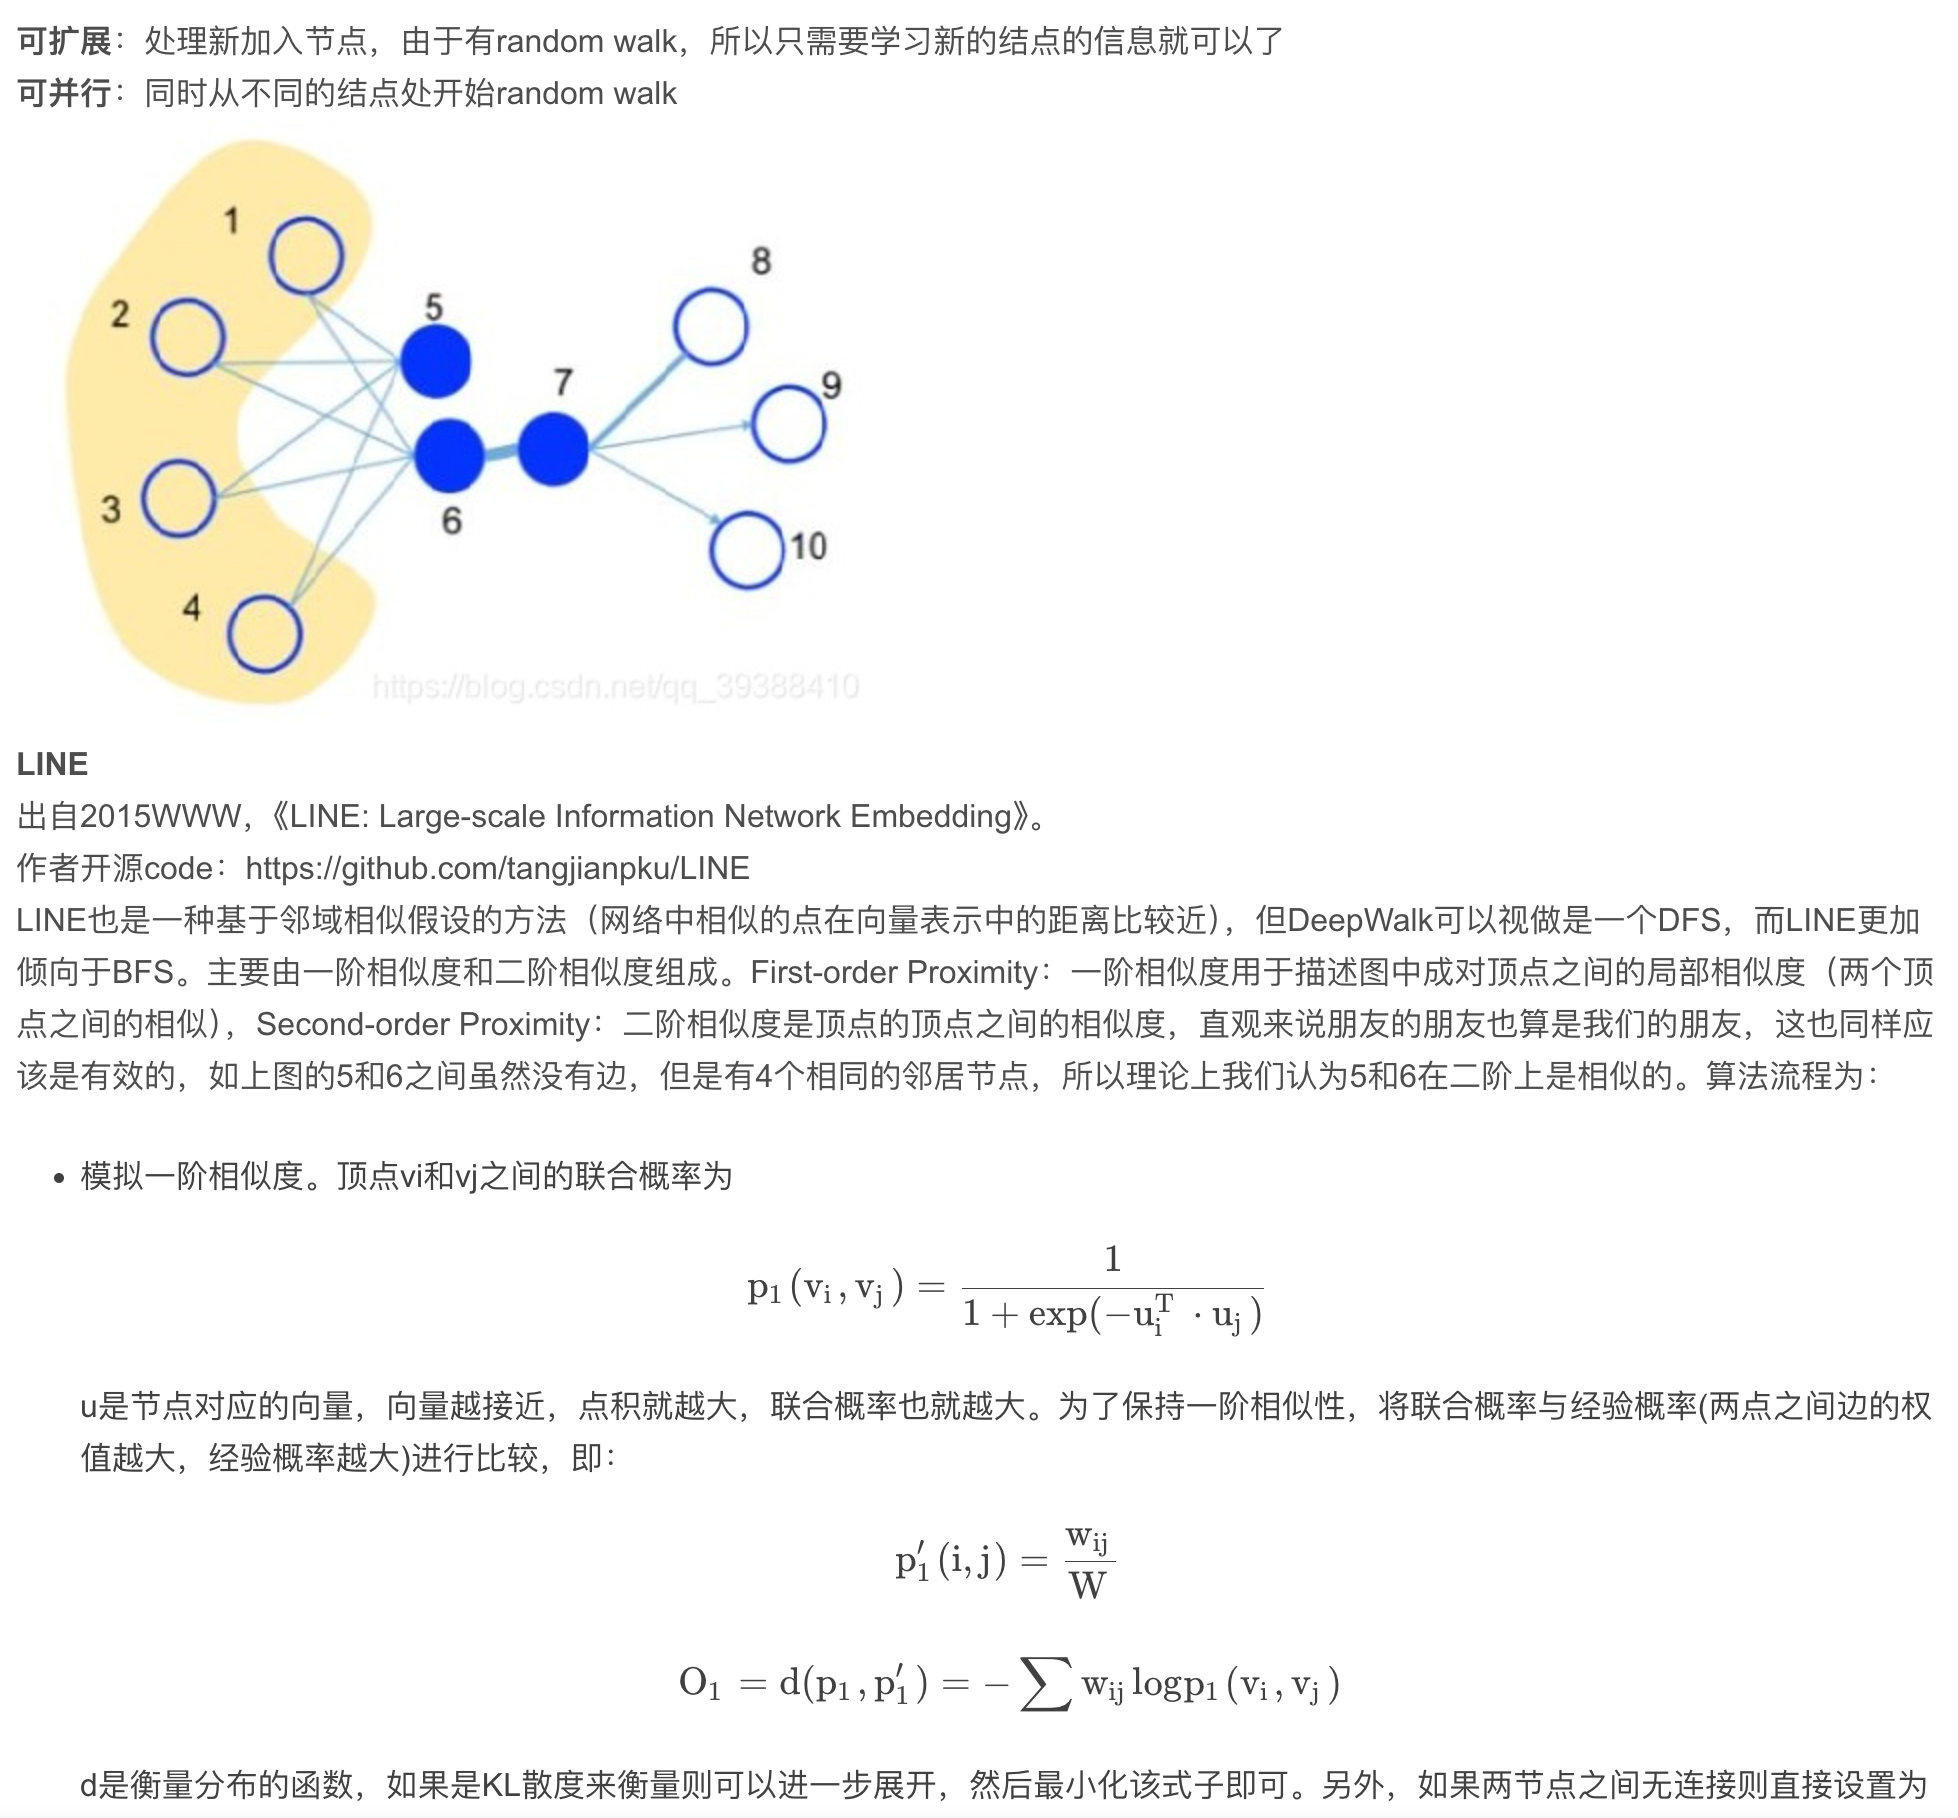 可扩展：处理新加入节点，由于有random walk，所以只需要学习新的结点的信息就可以了
可并行：同时从不同的结点处开始random walk
1
2
3
4
5
6
7
8
9
10
https://blog.csdn.net/qq_39388410
LINE
出自2015WWW，《LINE: Large-scale Information Network Embedding》。
作者开源code：https://github.com/tangjianpku/LINE
LINE也是一种基于邻域相似假设的方法（网络中相似的点在向量表示中的距离比较近），但DeepWalk可以视做是一个DFS，而LINE更加
倾向于BFS。主要由一阶相似度和二阶相似度组成。First-order Proximity：一阶相似度用于描述图中成对顶点之间的局部相似度（两个顶
点之间的相似），Second-order Proximity：二阶相似度是顶点的顶点之间的相似度，直观来说朋友的朋友也算是我们的朋友，这也同样应
该是有效的，如上图的5和6之间虽然没有边，但是有4个相同的邻居节点，所以理论上我们认为5和6在二阶上是相似的。算法流程为：
• 模拟一阶相似度。顶点vi和vj之间的联合概率为
p₁(vᵢ, vⱼ) = 1 / (1 + exp(−uᵢᵀ · uⱼ))
u是节点对应的向量，向量越接近，点积就越大，联合概率也就越大。为了保持一阶相似性，将联合概率与经验概率(两点之间边的权
值越大，经验概率越大)进行比较，即：
p₁′(i, j) = wᵢⱼ / W
O₁ = d(p₁, p₁′) = − ∑ wᵢⱼ logp₁(vᵢ, vⱼ)
d是衡量分布的函数，如果是KL散度来衡量则可以进一步展开，然后最小化该式子即可。另外，如果两节点之间无连接则直接设置为